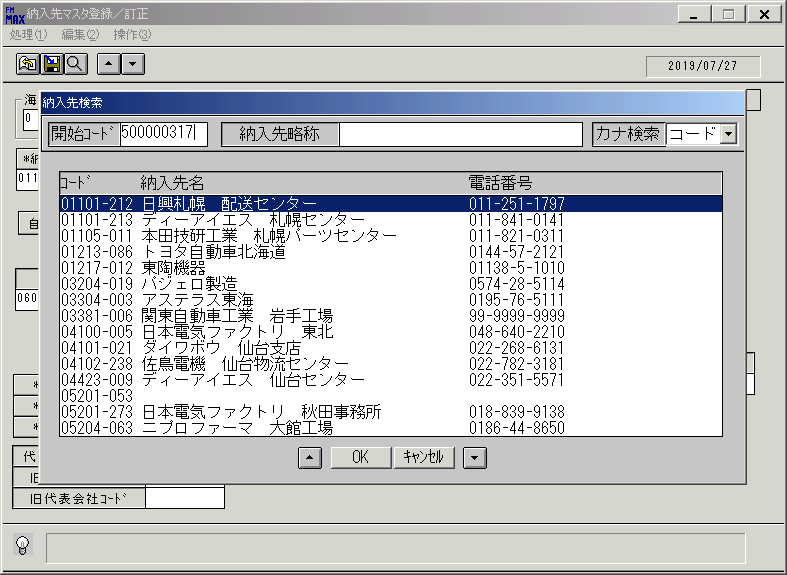 FM MAX 納入先マスタ登録／訂正
処理(1) 編集(2) 操作(3)
2019/07/27
海
0
納入先検索
開始コード 500000317 納入先略称 カナ検索 コード
*納
011
自
060
コード 納入先名 電話番号
01101-212 日興札幌　配送センター 011-251-1797
01101-213 ディーアイエス　札幌センター 011-841-0141
01105-011 本田技研工業　札幌パーツセンター 011-821-0311
01213-086 トヨタ自動車北海道 0144-57-2121
01217-012 東陶機器 01138-5-1010
03204-019 パジェロ製造 0574-28-5114
03304-003 アステラス東海 0195-76-5111
03381-006 関東自動車工業　岩手工場 99-9999-9999
04100-005 日本電気ファクトリ　東北 048-640-2210
04101-021 ダイワボウ　仙台支店 022-268-6131
04102-238 佐鳥電機　仙台物流センター 022-782-3181
04423-009 ディーアイエス　仙台センター 022-351-5571
05201-053
05201-273 日本電気ファクトリ　秋田事務所 018-839-9138
05204-063 ニプロファーマ　大館工場 0186-44-8650
*
*
*
OK キャンセル
代
旧
旧代表会社コード